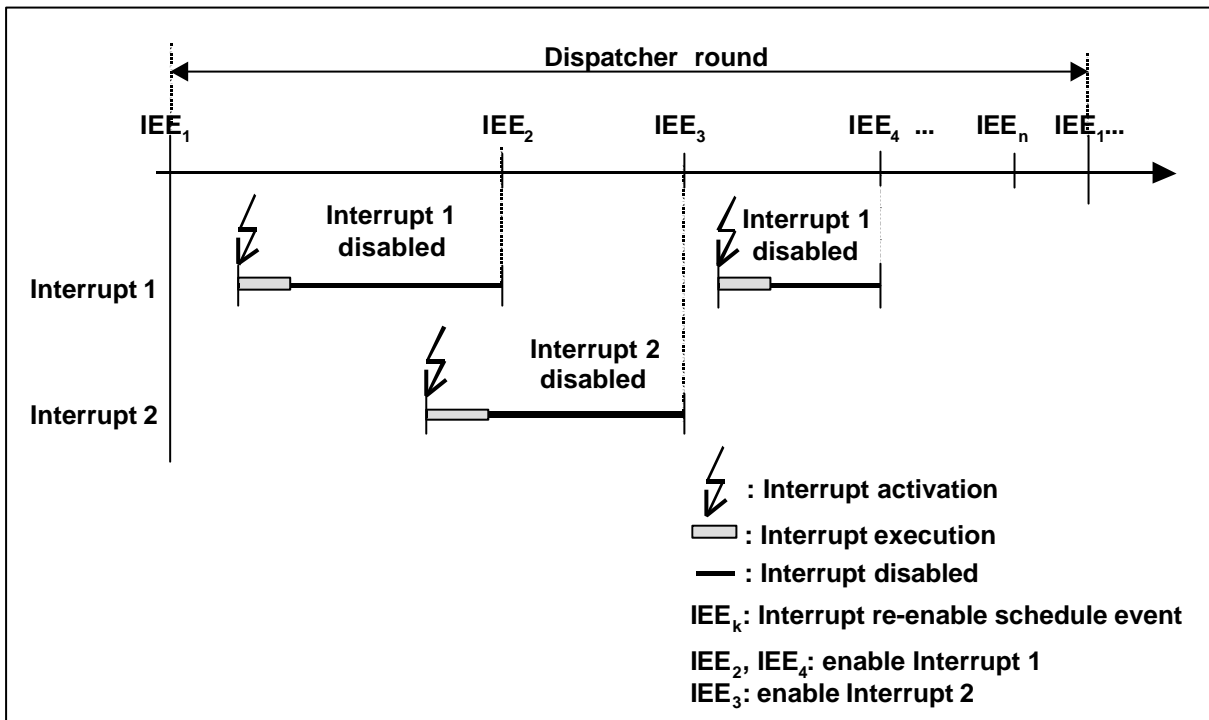 Dispatcher round
IEE1 IEE2 IEE3 IEE4 ... IEEn IEE1...
Interrupt 1
disabled
Interrupt 1
disabled
Interrupt 1
Interrupt 2
disabled
Interrupt 2
: Interrupt activation
: Interrupt execution
: Interrupt disabled
IEEk: Interrupt re-enable schedule event
IEE2, IEE4: enable Interrupt 1
IEE3: enable Interrupt 2